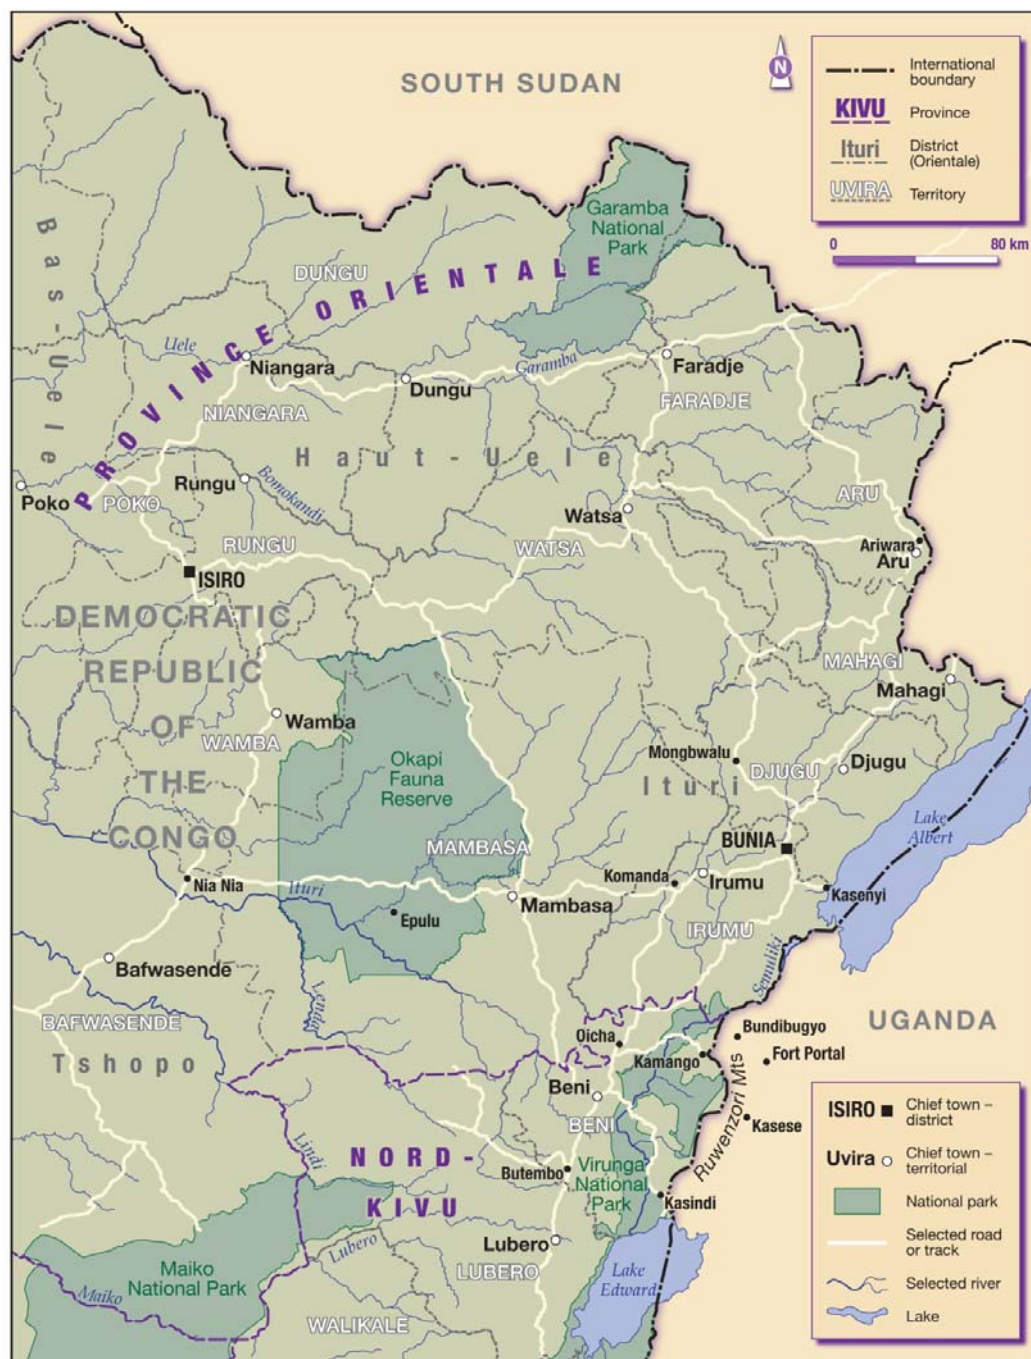 SOUTH SUDAN
N
International
boundary
KIVU
Province
Ituri
District
(Orientale)
UVIRA
Territory
0
80 km
Garamba
National
Park
Bas-Uele
DUNGU
PROVINCE ORIENTALE
Uele
Niangara
Dungu
Garamba
Faradje
NIANGARA
FARADJE
Haut-Uele
Poko
POKO
Rungu
Bomokandi
Watsa
ARU
RUNGU
WATSA
Ariwara
Aru
ISIRO
DEMOCRATIC
REPUBLIC
OF
THE
CONGO
MAHAGI
Mahagi
Wamba
WAMBA
Okapi
Fauna
Reserve
Mongbwalu
DJUGU
Djugu
Ituri
Lake
Albert
MAMBASA
BUNIA
Nia Nia
Ituri
Komanda
Irumu
Kasenyi
Mambasa
Epulu
IRUMU
Bafwasende
Semuliki
Venda
BAFWASENDE
Oicha
Bundibugyo
UGANDA
Tshopo
Kamango
Fort Portal
Beni
BENI
Ruwenzori Mts
Kasese
Lindi
NORD-
KIVU
Butembo
Virunga
National
Park
Kasindi
Lubero
Lubero
LUBERO
Lake
Edward
Maiko
National Park
Maiko
WALIKALE
ISIRO
Chief town –
district
Uvira
Chief town –
territorial
National park
Selected road
or track
Selected river
Lake